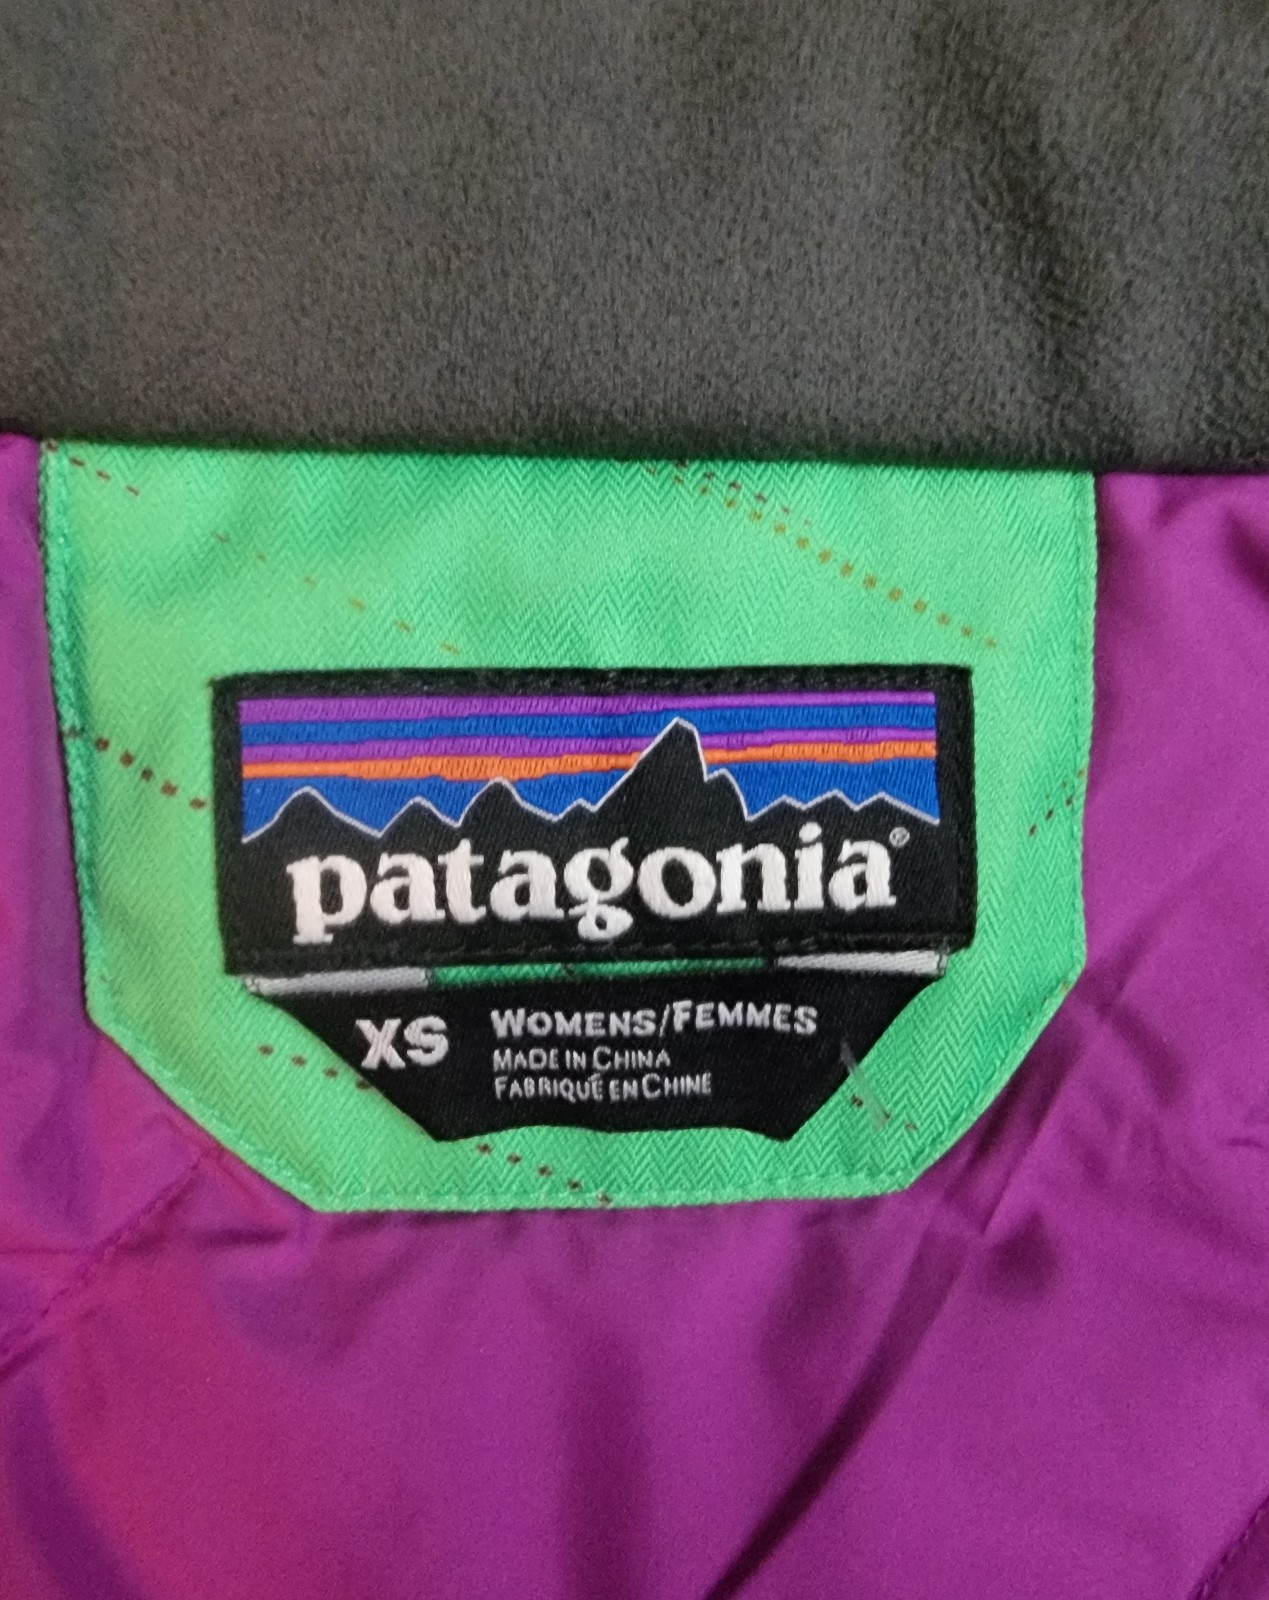 patagonia®
XS
WOMENS/FEMMES
MADE IN CHINA
FABRIQUÉ EN CHINE